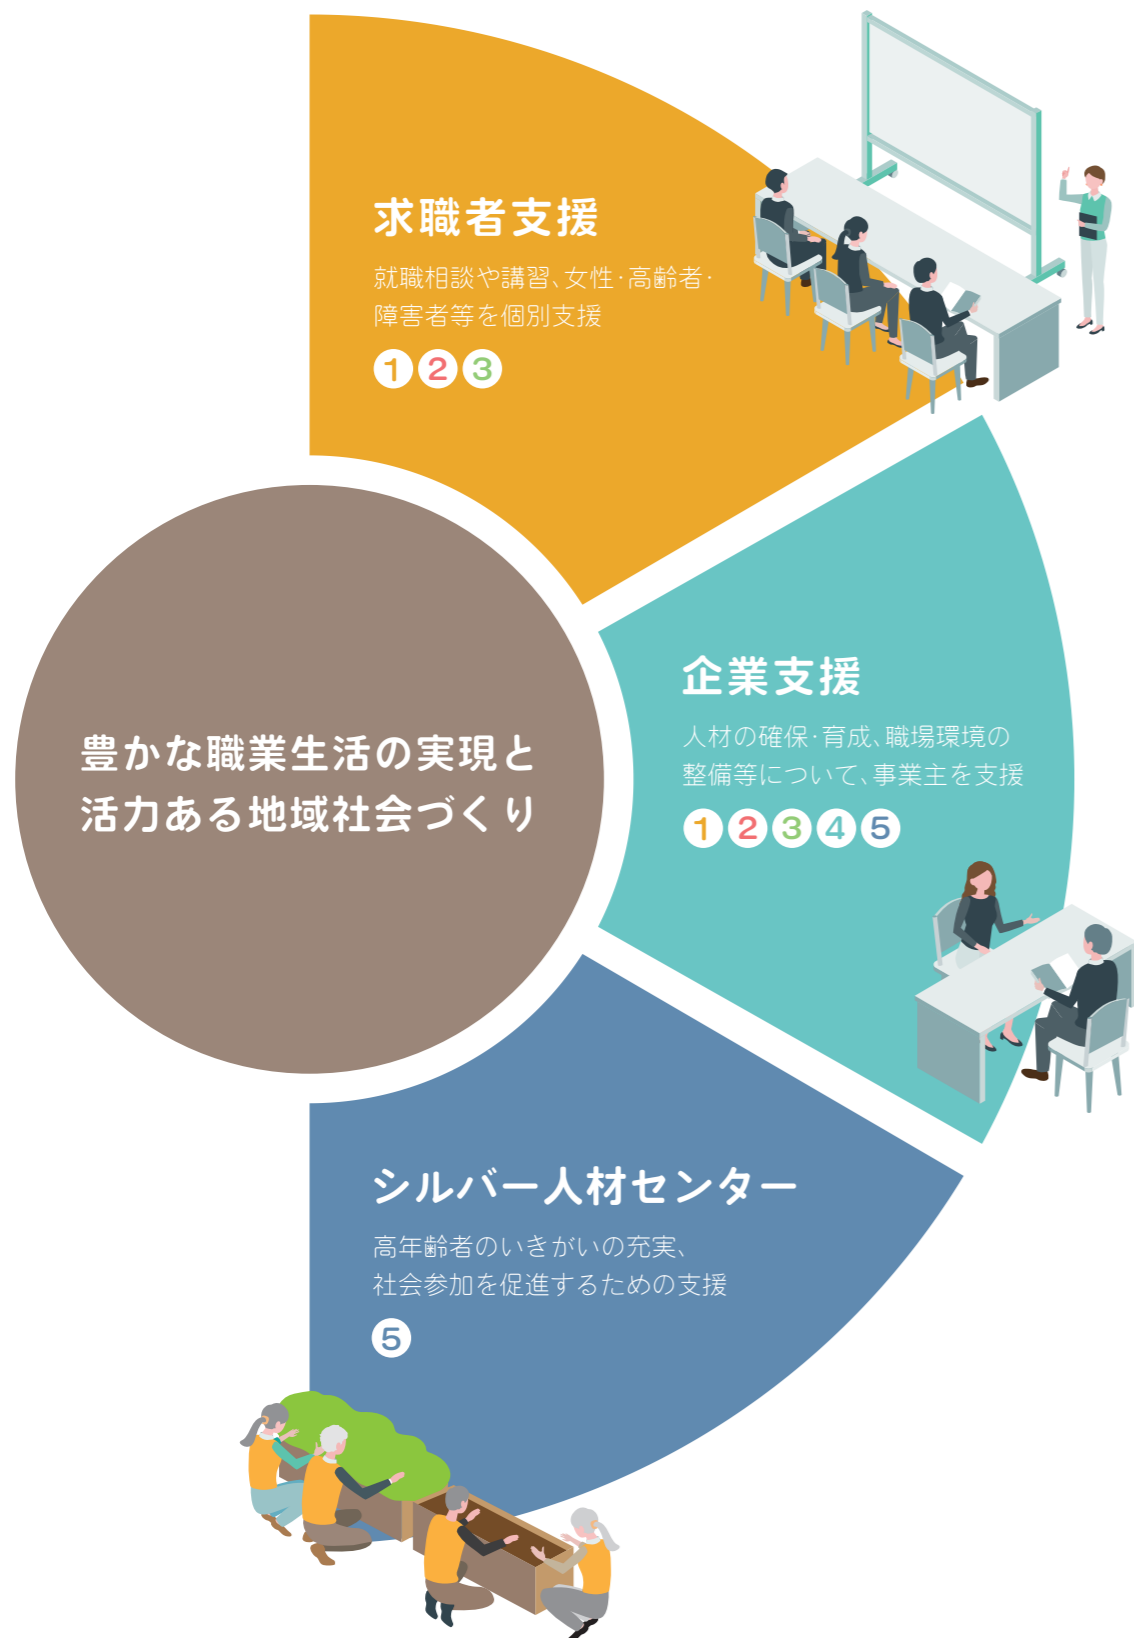 求職者支援
就職相談や講習、女性・高齢者・
障害者等を個別支援
1 2 3
企業支援
人材の確保・育成、職場環境の
整備等について、事業主を支援
1 2 3 4 5
豊かな職業生活の実現と
活力ある地域社会づくり
シルバー人材センター
高年齢者のいきがいの充実、
社会参加を促進するための支援
5